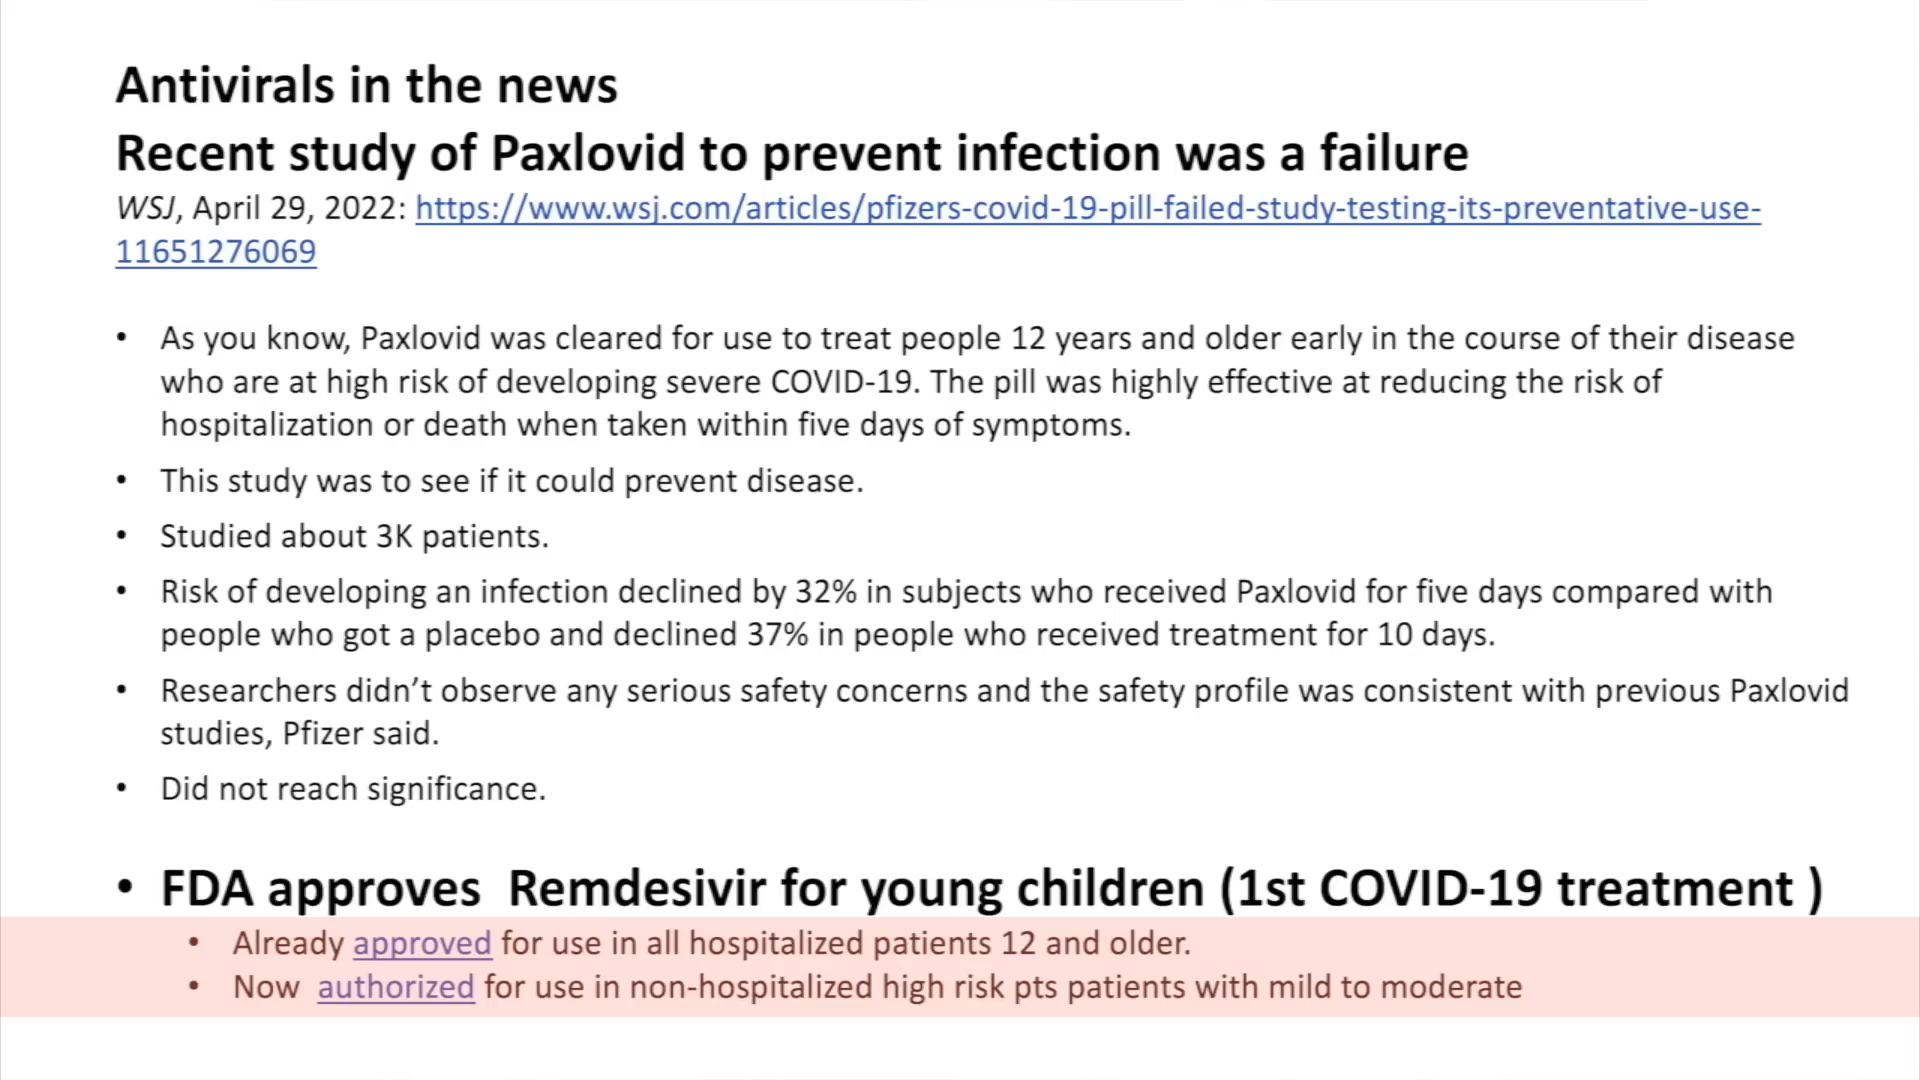 Antivirals in the news
Recent study of Paxlovid to prevent infection was a failure
WSJ, April 29, 2022: https://www.wsj.com/articles/pfizers-covid-19-pill-failed-study-testing-its-preventative-use-
11651276069
• As you know, Paxlovid was cleared for use to treat people 12 years and older early in the course of their disease
who are at high risk of developing severe COVID-19. The pill was highly effective at reducing the risk of
hospitalization or death when taken within five days of symptoms.
• This study was to see if it could prevent disease.
• Studied about 3K patients.
• Risk of developing an infection declined by 32% in subjects who received Paxlovid for five days compared with
people who got a placebo and declined 37% in people who received treatment for 10 days.
• Researchers didn’t observe any serious safety concerns and the safety profile was consistent with previous Paxlovid
studies, Pfizer said.
• Did not reach significance.
• FDA approves  Remdesivir for young children (1st COVID-19 treatment )
• Already approved for use in all hospitalized patients 12 and older.
• Now  authorized for use in non-hospitalized high risk pts patients with mild to moderate